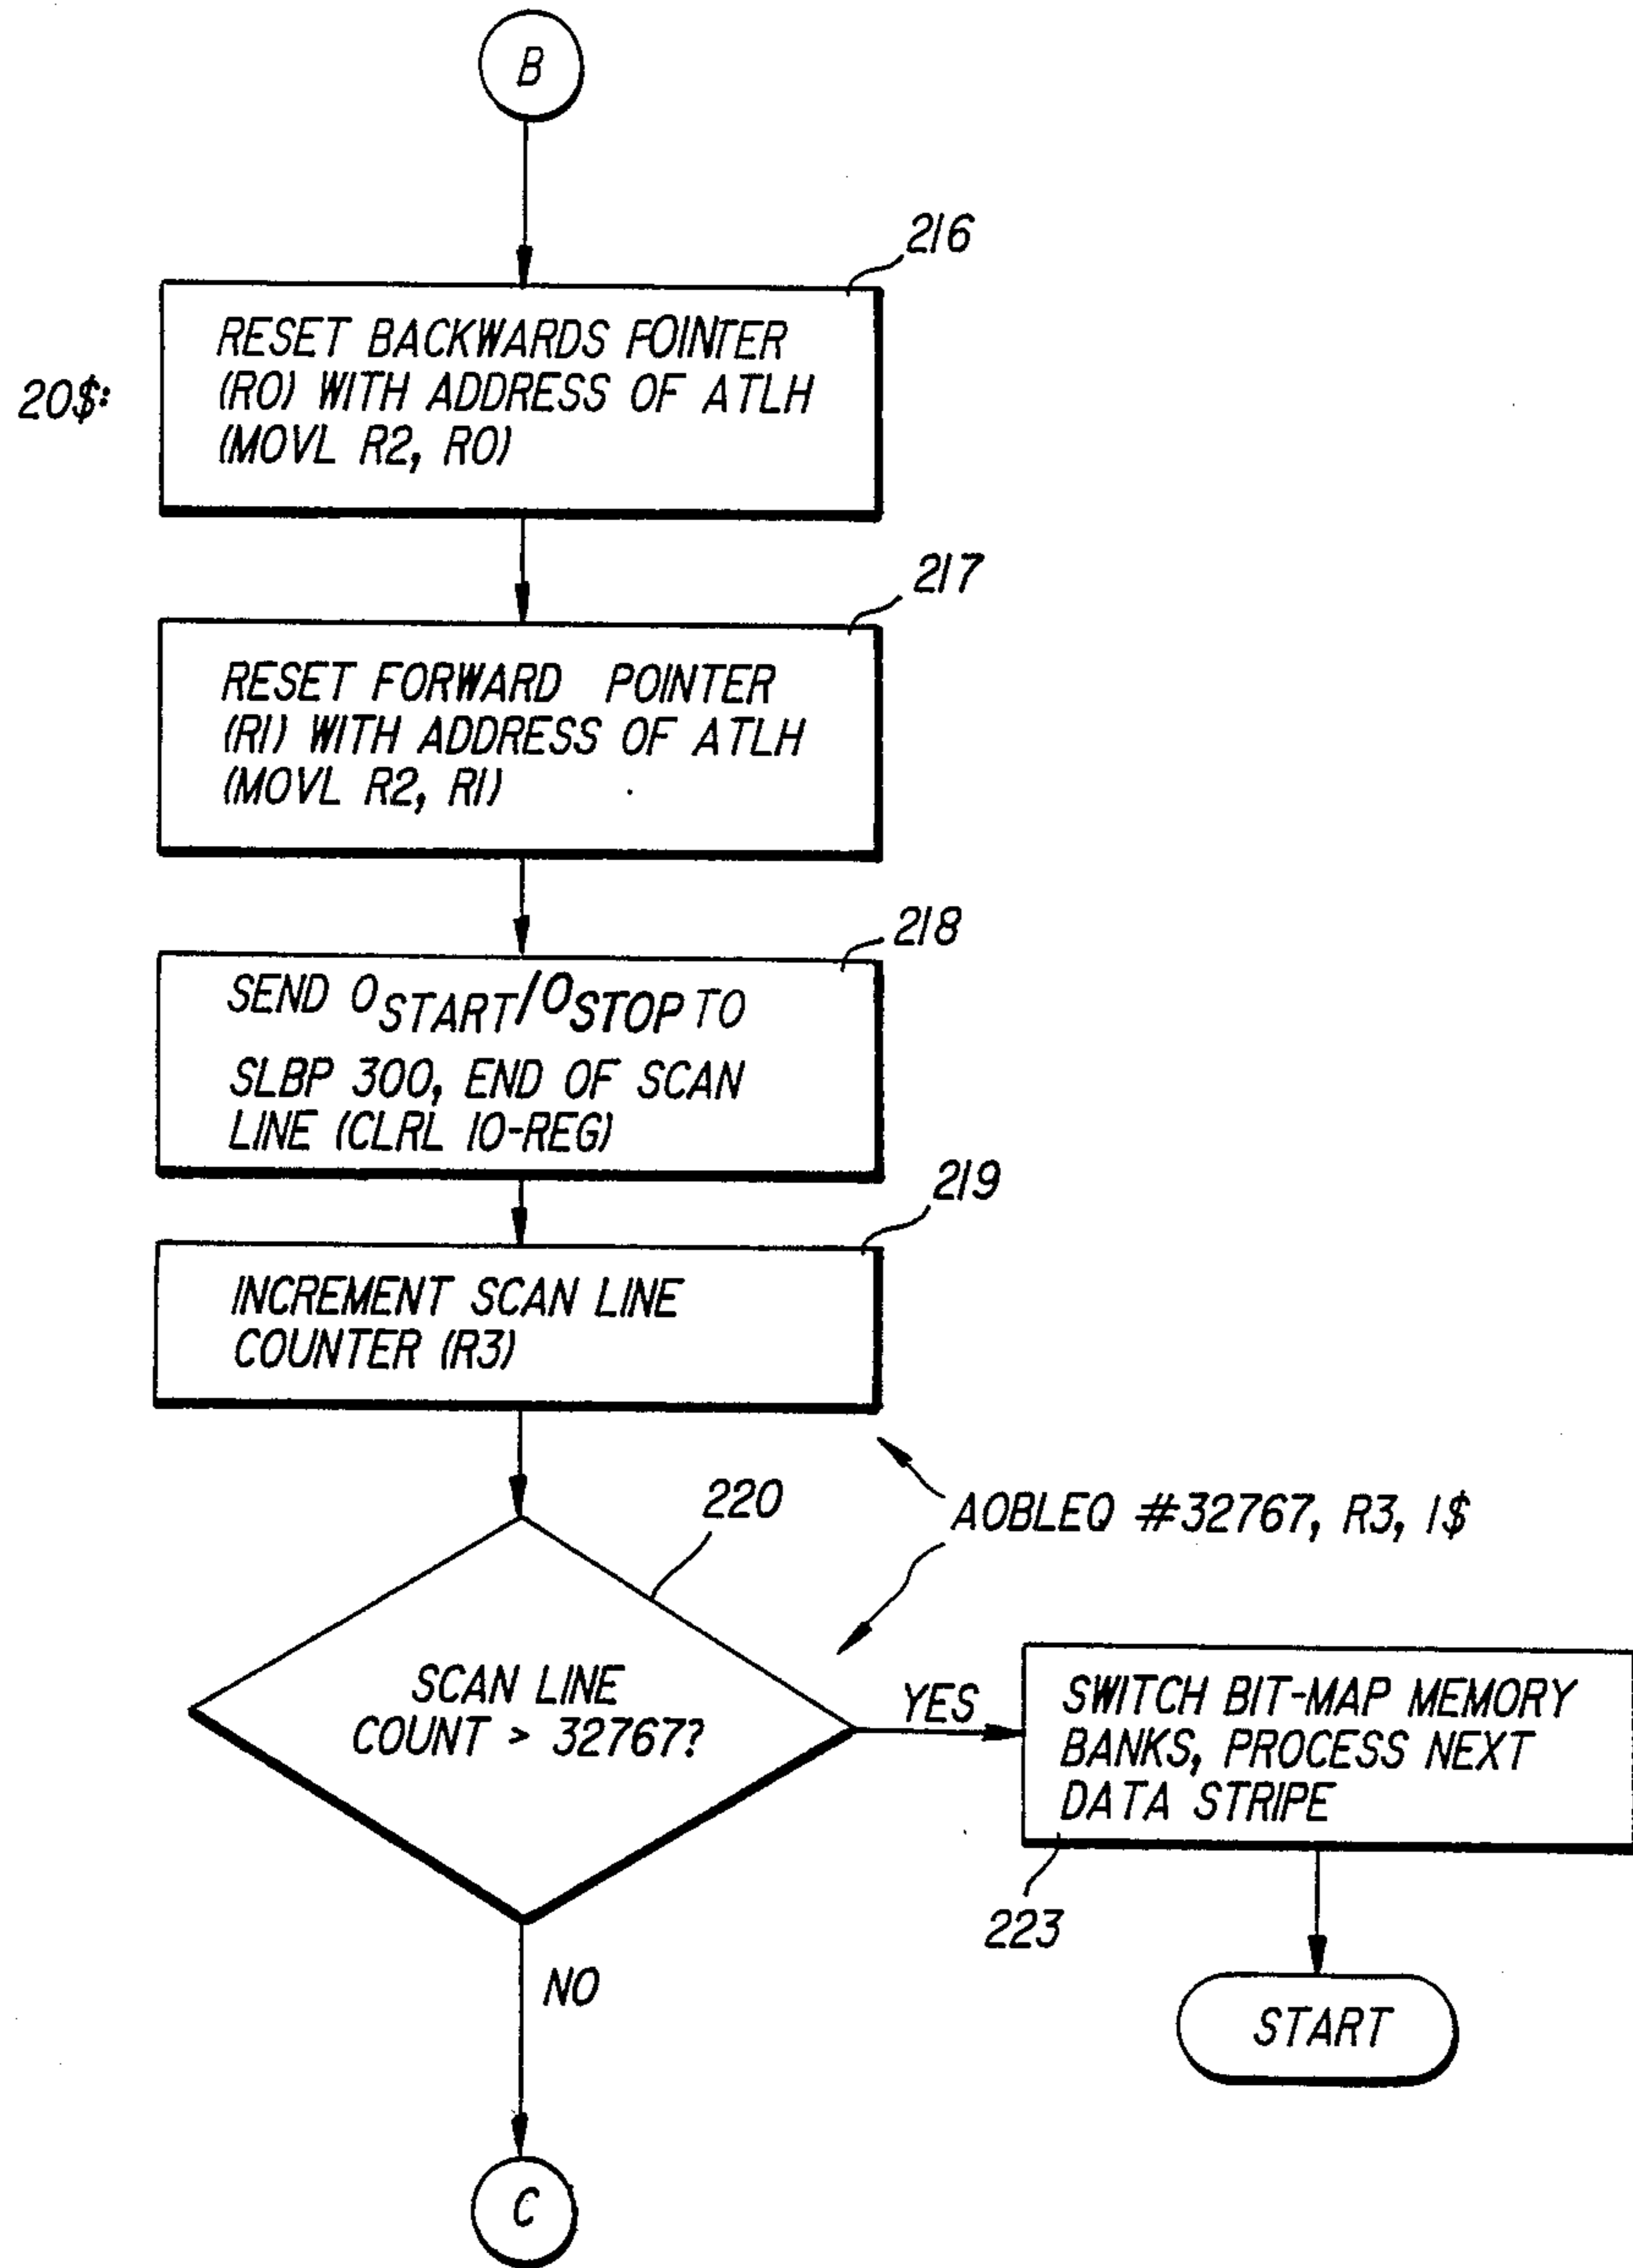 B
216
20$:
RESET BACKWARDS POINTER
(R0) WITH ADDRESS OF ATLH
(MOVL R2, R0)
217
RESET FORWARD POINTER
(R1) WITH ADDRESS OF ATLH
(MOVL R2, R1)
218
SEND 0START/0STOP TO
SLBP 300, END OF SCAN
LINE (CLRL IO-REG)
219
INCREMENT SCAN LINE
COUNTER (R3)
AOBLEQ #32767, R3, 1$
220
SCAN LINE
COUNT > 32767?
YES
SWITCH BIT-MAP MEMORY
BANKS, PROCESS NEXT
DATA STRIPE
223
NO
START
C